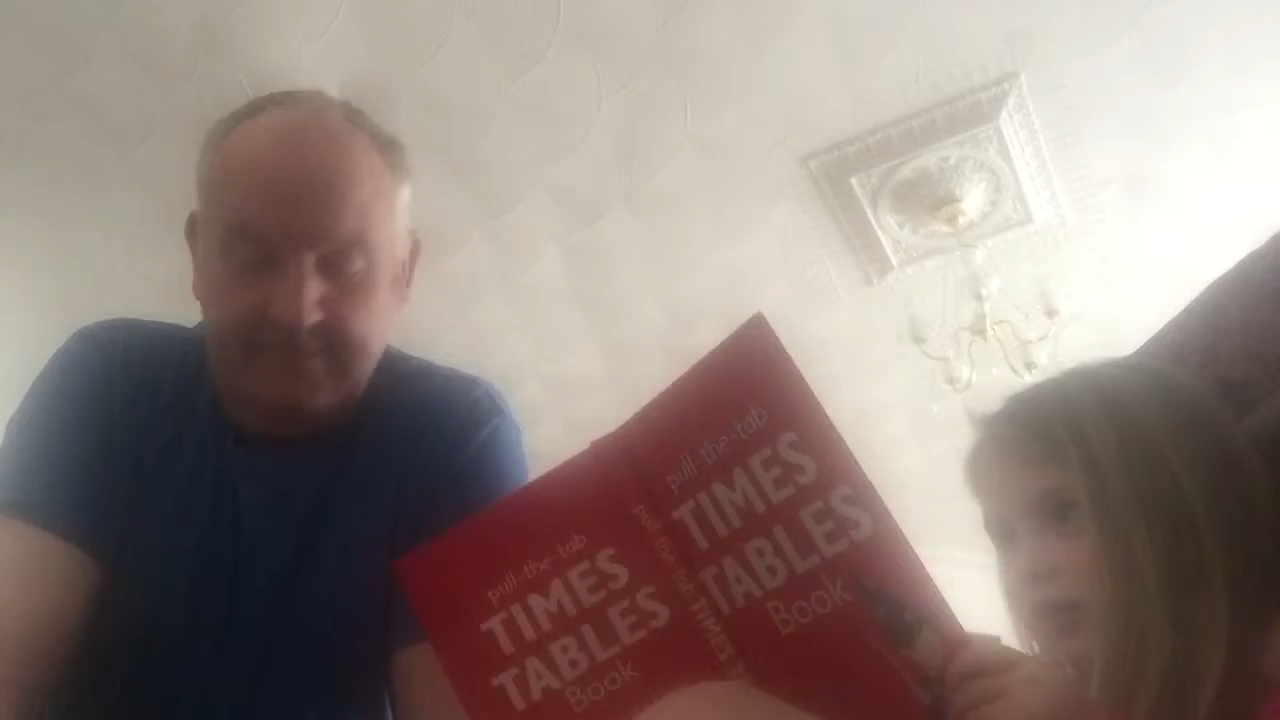 pull-the-tab
TIMES
TABLES
Book
pull-the-tab TIMES
pull-the-tab
TIMES
TABLES
Book